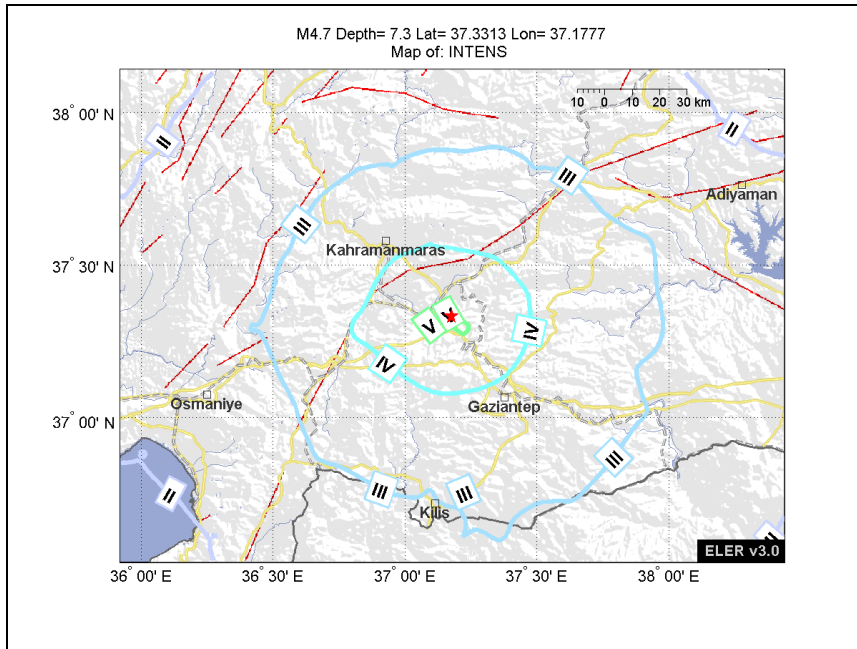 M4.7 Depth= 7.3 Lat= 37.3313 Lon= 37.1777
Map of: INTENS
38° 00' N
10 0 10 20 30 km
II
II
III
Adiyaman
III
Kahramanmaras
37° 30' N
V
V
IV
IV
Osmaniye
Gaziantep
37° 00' N
III
II
III
III
Kilis
II
ELER v3.0
36° 00' E
36° 30' E
37° 00' E
37° 30' E
38° 00' E